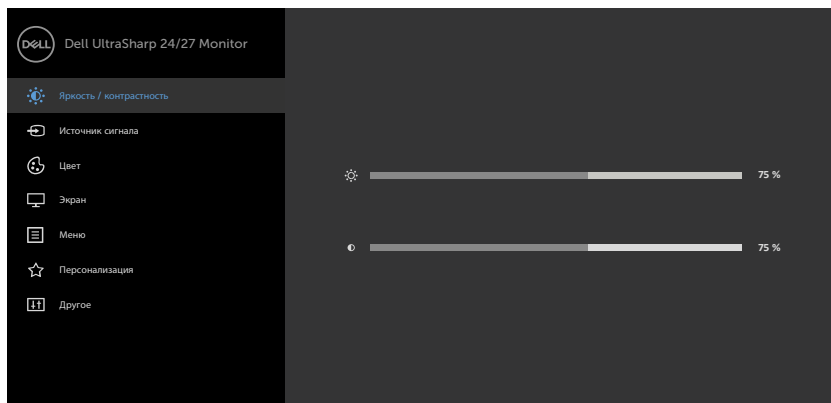 DELL
Dell UltraSharp 24/27 Monitor
Яркость / контрастность
Источник сигнала
Цвет
Экран
Меню
Персонализация
Другое
75 %
75 %